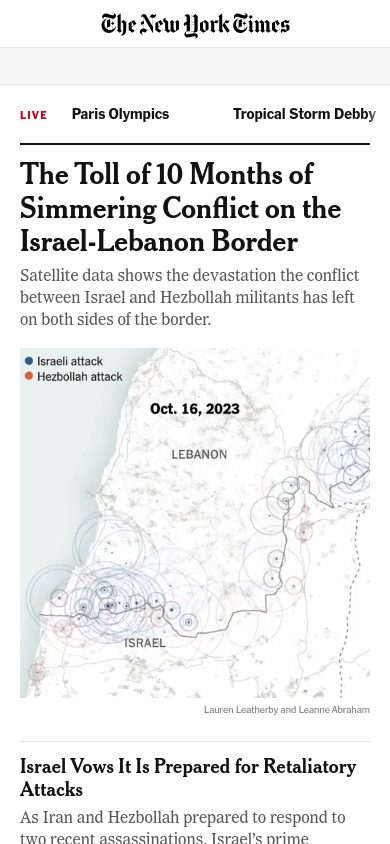 The New York Times
LIVE
Paris Olympics
Tropical Storm Debby
The Toll of 10 Months of
Simmering Conflict on the
Israel-Lebanon Border
Satellite data shows the devastation the conflict
between Israel and Hezbollah militants has left
on both sides of the border.
Israeli attack
Hezbollah attack
Oct. 16, 2023
LEBANON
ISRAEL
Lauren Leatherby and Leanne Abraham
Israel Vows It Is Prepared for Retaliatory
Attacks
As Iran and Hezbollah prepared to respond to
two recent assassinations, Israel’s prime